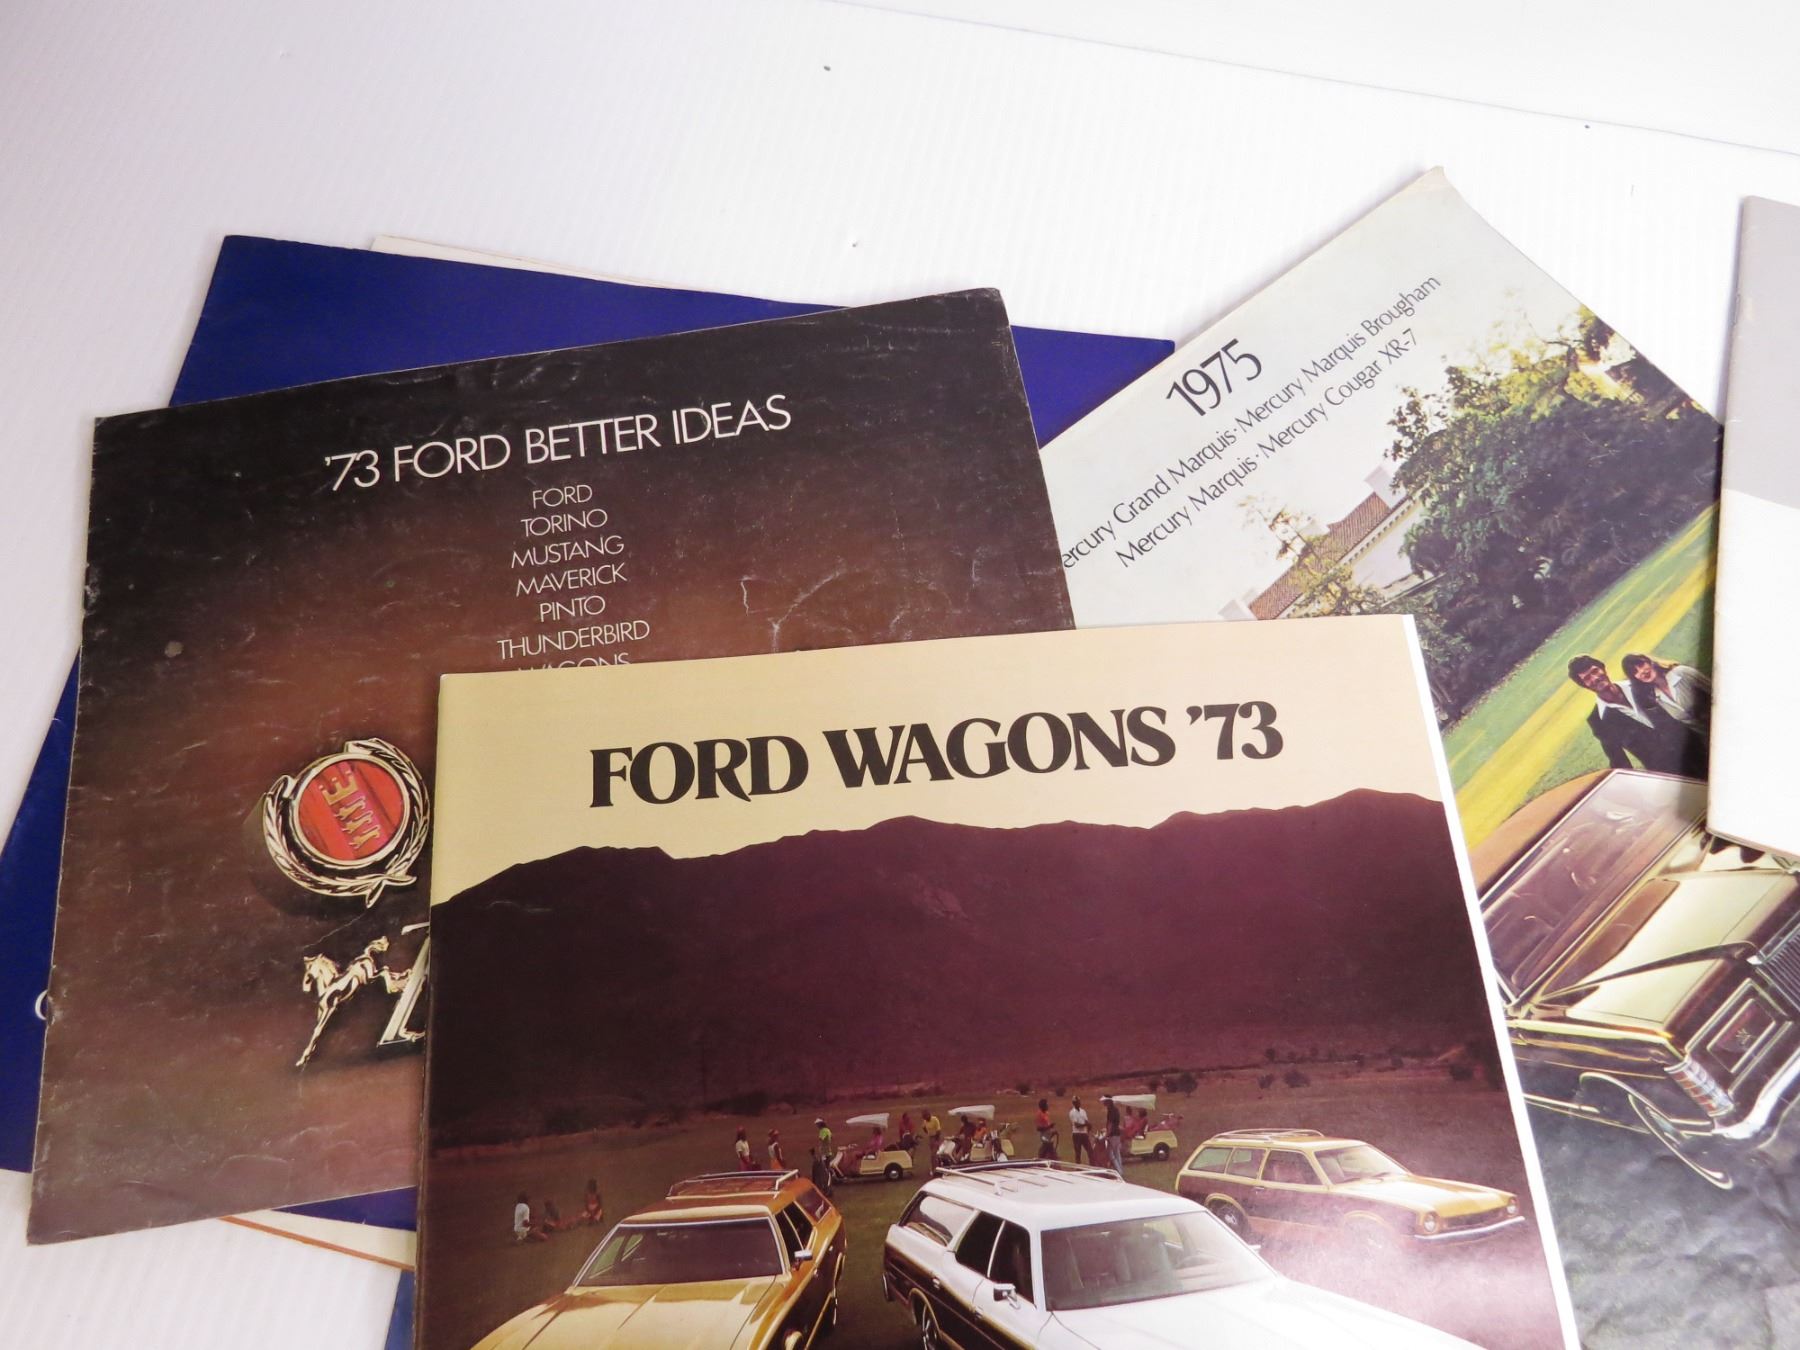 '73 FORD BETTER IDEAS
FORD
TORINO
MUSTANG
MAVERICK
PINTO
THUNDERBIRD
WAGONS
1975
Grand Marquis · Mercury Marquis Brougham
Mercury Marquis · Mercury Cougar XR-7
FORD WAGONS '73